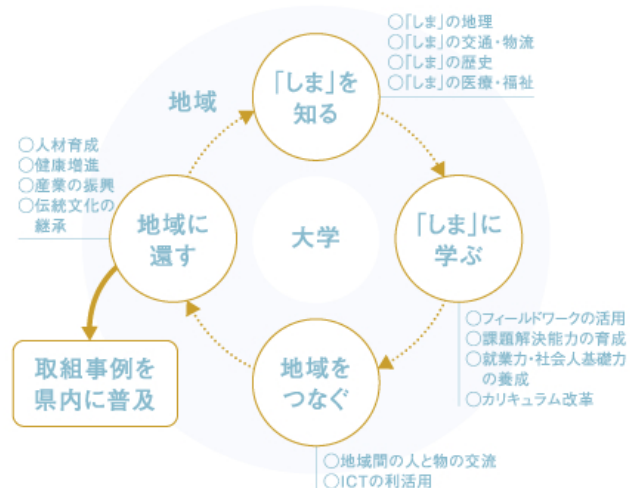 ○「しま」の地理
○「しま」の交通・物流
○「しま」の歴史
○「しま」の医療・福祉
「しま」を
知る
地域
○人材育成
○健康増進
○産業の振興
○伝統文化の
継承
地域に
還す
大学
「しま」に
学ぶ
○フィールドワークの活用
○課題解決能力の育成
○就業力・社会人基礎力
の養成
○カリキュラム改革
取組事例を
県内に普及
地域を
つなぐ
○地域間の人と物の交流
○ICTの利活用